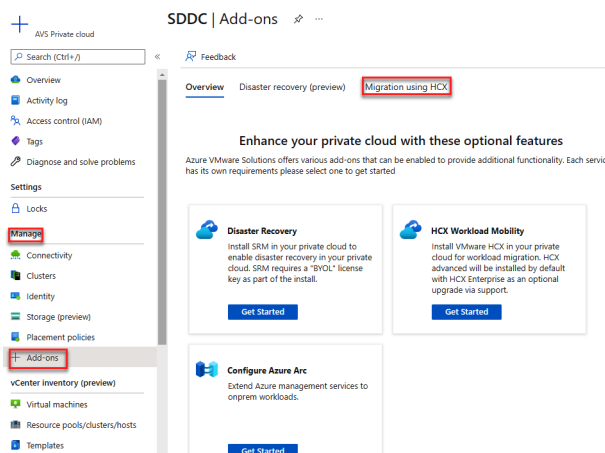 SDDC | Add-ons
AVS Private cloud
Search (Ctrl+/)
Overview
Activity log
Access control (IAM)
Tags
Diagnose and solve problems
Settings
Locks
Manage
Connectivity
Clusters
Identity
Storage (preview)
Placement policies
Add-ons
vCenter inventory (preview)
Virtual machines
Resource pools/clusters/hosts
Templates
Feedback
Overview Disaster recovery (preview) Migration using HCX
Enhance your private cloud with these optional features
Azure VMware Solutions offers various add-ons that can be enabled to provide additional functionality. Each servic
has its own requirements please select one to get started
Disaster Recovery
Install SRM in your private cloud to
enable disaster recovery in your private
cloud. SRM requires a "BYOL" license
key as part of the install.
Get Started
HCX Workload Mobility
Install VMware HCX in your private
cloud for workload migration. HCX
advanced will be installed by default
with HCX Enterprise as an optional
upgrade via support.
Get Started
Configure Azure Arc
Extend Azure management services to
onprem workloads.
Get Started